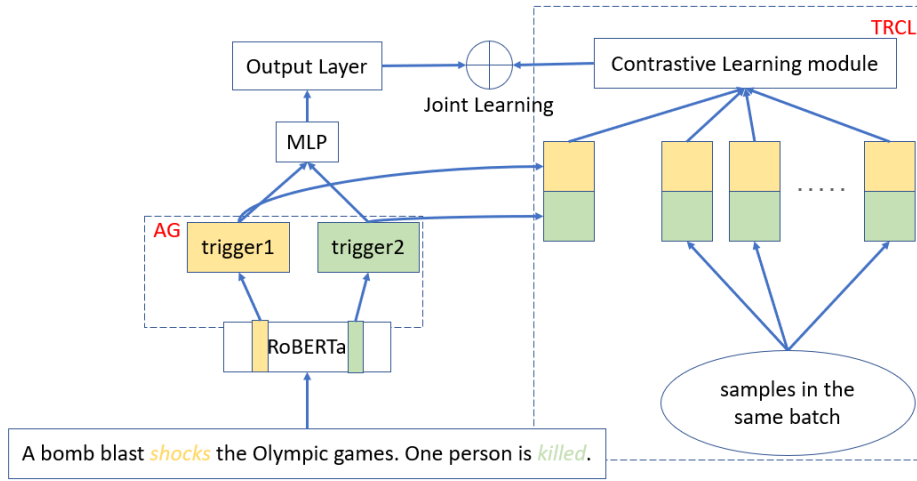 TRCL
Output Layer
Contrastive Learning module
Joint Learning
MLP
AG
trigger1
trigger2
. . . . .
RoBERTa
samples in the
same batch
A bomb blast shocks the Olympic games. One person is killed.